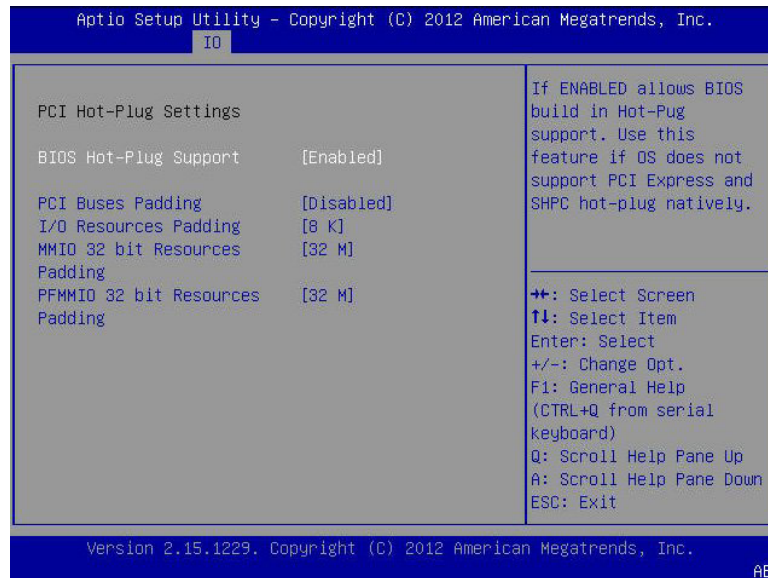 Aptio Setup Utility – Copyright (C) 2012 American Megatrends, Inc.
IO
PCI Hot-Plug Settings
BIOS Hot-Plug Support [Enabled]
PCI Buses Padding [Disabled]
I/O Resources Padding [8 K]
MMIO 32 bit Resources [32 M]
Padding
PFMMIO 32 bit Resources [32 M]
Padding
If ENABLED allows BIOS
build in Hot-Pug
support. Use this
feature if OS does not
support PCI Express and
SHPC hot-plug natively.
→←: Select Screen
↑↓: Select Item
Enter: Select
+/-: Change Opt.
F1: General Help
(CTRL+Q from serial
keyboard)
Q: Scroll Help Pane Up
A: Scroll Help Pane Down
ESC: Exit
Version 2.15.1229. Copyright (C) 2012 American Megatrends, Inc.
AB